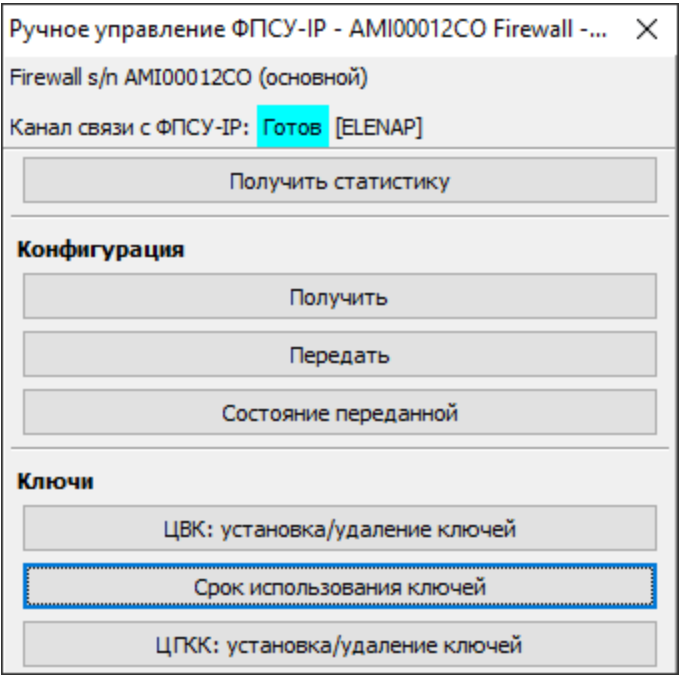 Ручное управление ФПСУ-IP - AMI00012CO Firewall -...
Firewall s/n AMI00012CO (основной)
Канал связи с ФПСУ-IP: Готов [ELENAP]
Получить статистику
Конфигурация
Получить
Передать
Состояние переданной
Ключи
ЦВК: установка/удаление ключей
Срок использования ключей
ЦГКК: установка/удаление ключей